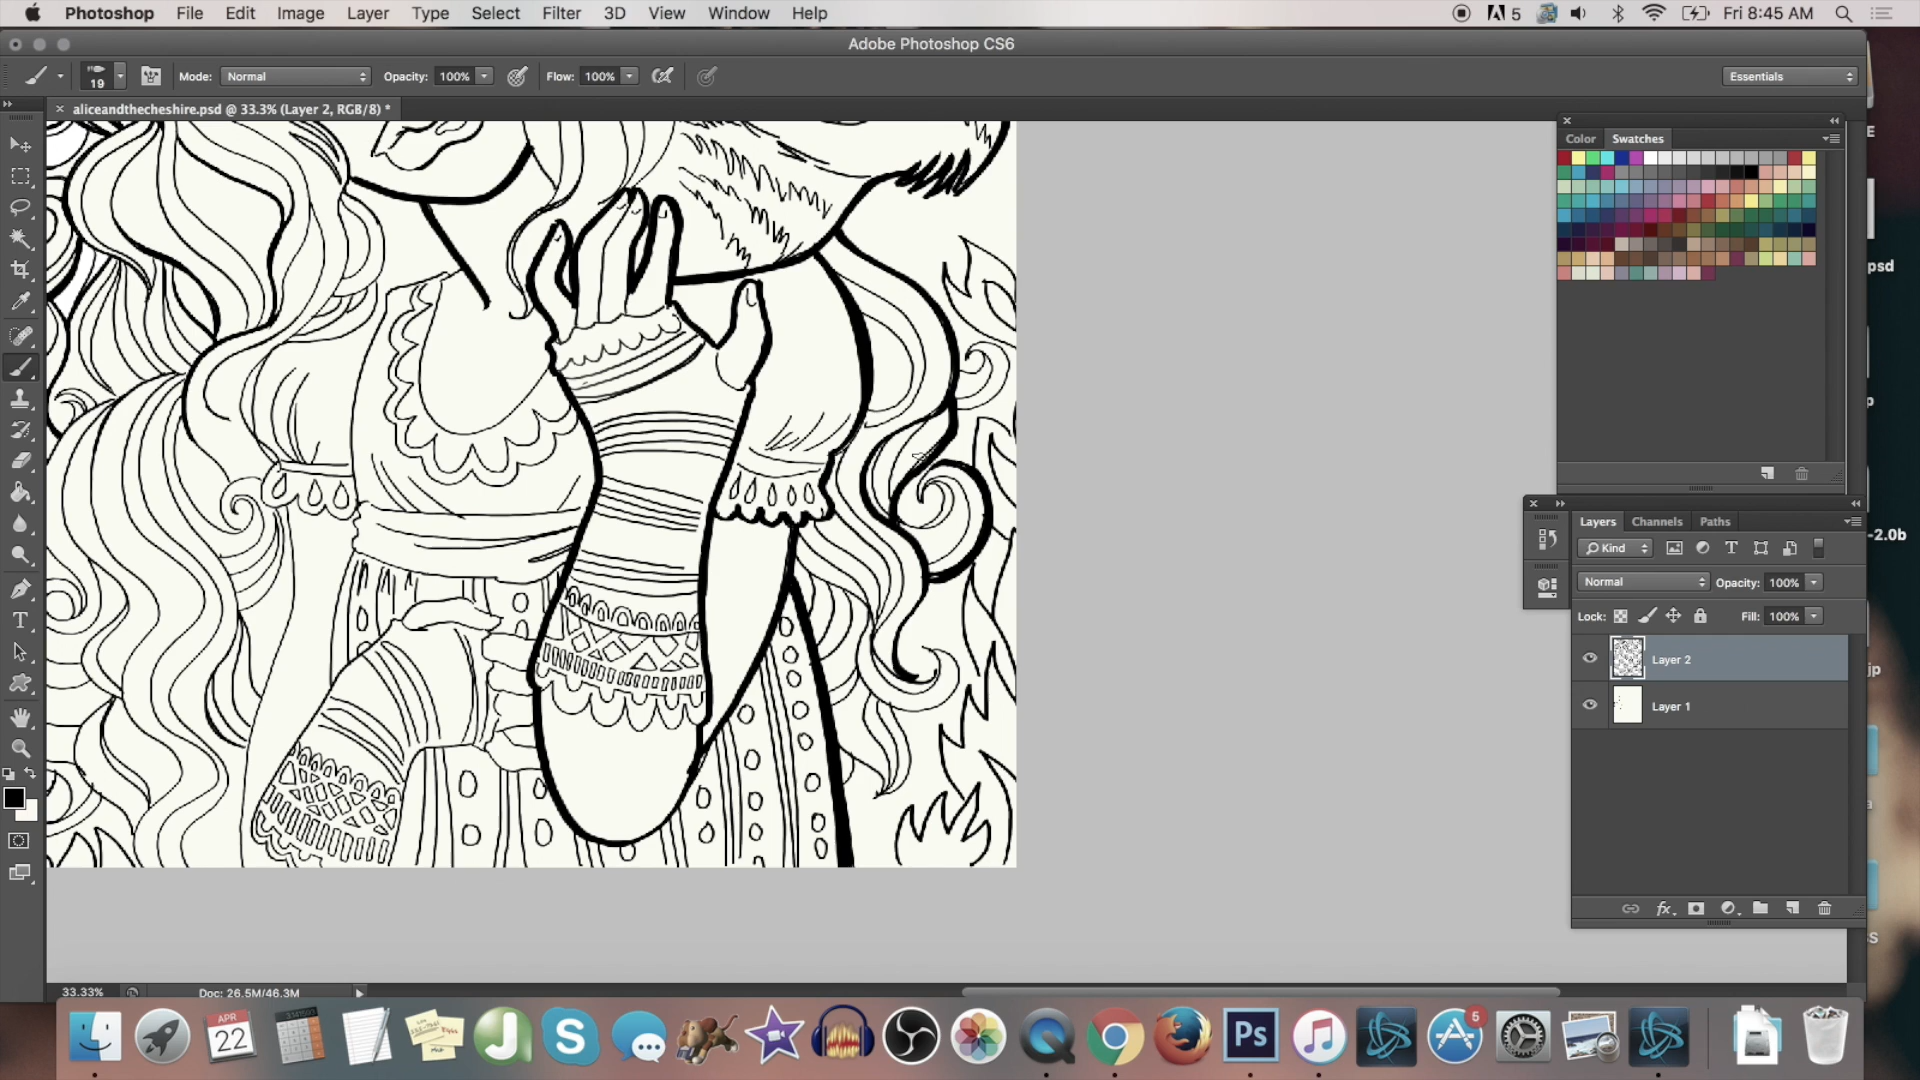 Photoshop File Edit Image Layer Type Select Filter 3D View Window Help 5 Fri 8:45 AM
Adobe Photoshop CS6
19 Mode: Normal Opacity: 100% Flow: 100% Essentials
aliceandthecheshire.psd @ 33.3% (Layer 2, RGB/8) *
Color Swatches
E
psd
p
-2.0b
Layers Channels Paths
Kind
Normal Opacity: 100%
Lock: Fill: 100%
Layer 2
jp
Layer 1
a
SS
33.33% Doc: 26.5M/46.3M
APR
22
Ps
5